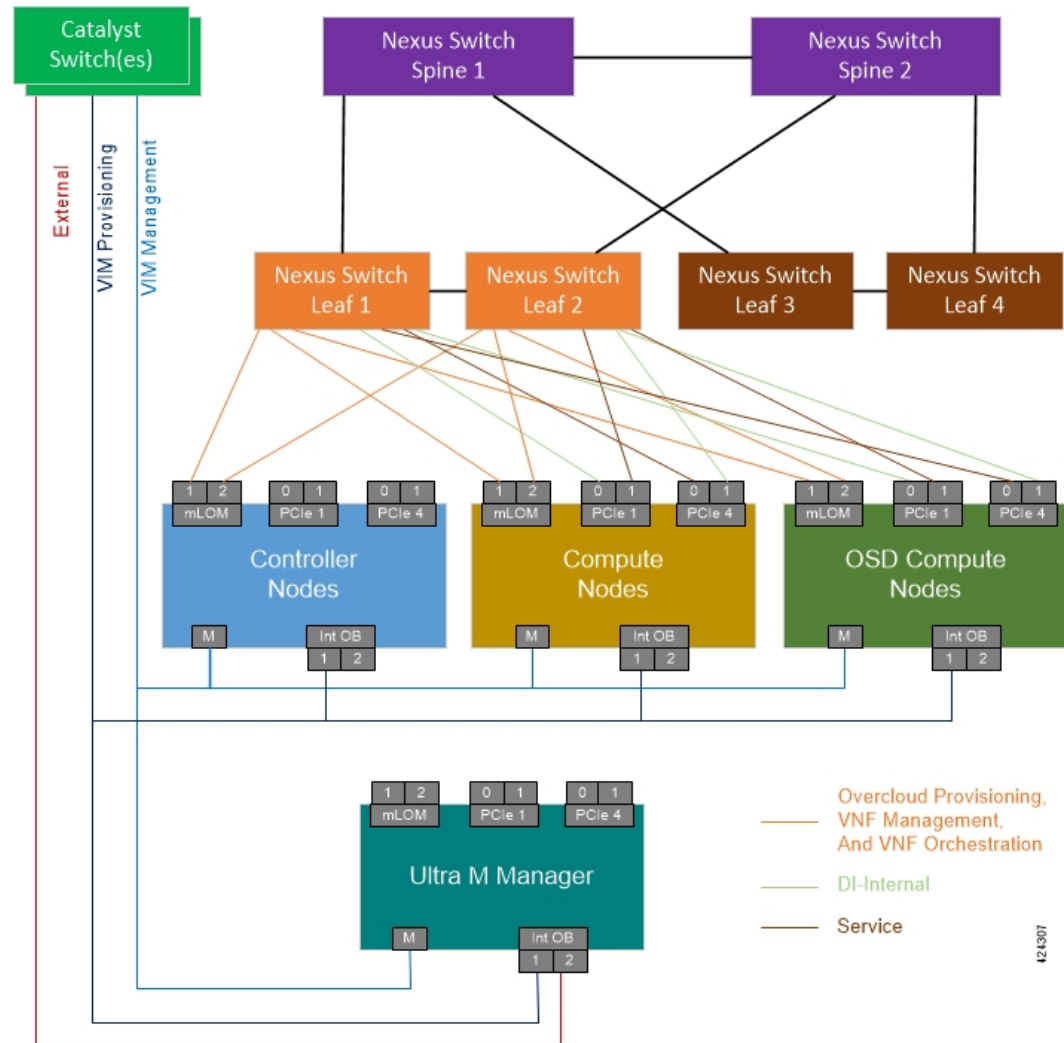 Catalyst
Switch(es)
Nexus Switch
Spine 1
Nexus Switch
Spine 2
External
VIM Provisioning
VIM Management
Nexus Switch
Leaf 1
Nexus Switch
Leaf 2
Nexus Switch
Leaf 3
Nexus Switch
Leaf 4
1 2
mLOM
0 1
PCIe 1
0 1
PCIe 4
Controller
Nodes
M
Int OB
1 2
1 2
mLOM
0 1
PCIe 1
0 1
PCIe 4
Compute
Nodes
M
Int OB
1 2
1 2
mLOM
0 1
PCIe 1
0 1
PCIe 4
OSD Compute
Nodes
M
Int OB
1 2
1 2
mLOM
0 1
PCIe 1
0 1
PCIe 4
Ultra M Manager
M
Int OB
1 2
Overcloud Provisioning,
VNF Management,
And VNF Orchestration
DI-Internal
Service
424307